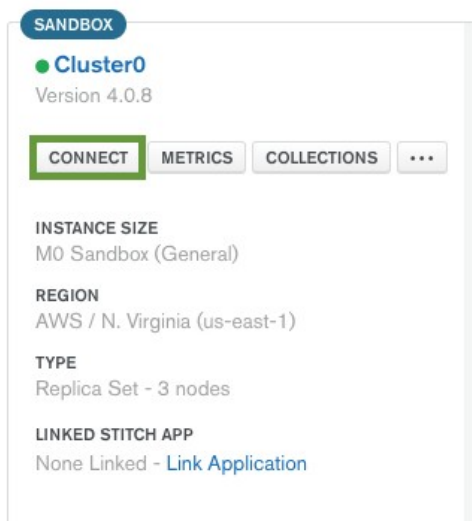 SANDBOX
Cluster0
Version 4.0.8
CONNECT METRICS COLLECTIONS ...
INSTANCE SIZE
M0 Sandbox (General)
REGION
AWS / N. Virginia (us-east-1)
TYPE
Replica Set - 3 nodes
LINKED STITCH APP
None Linked - Link Application